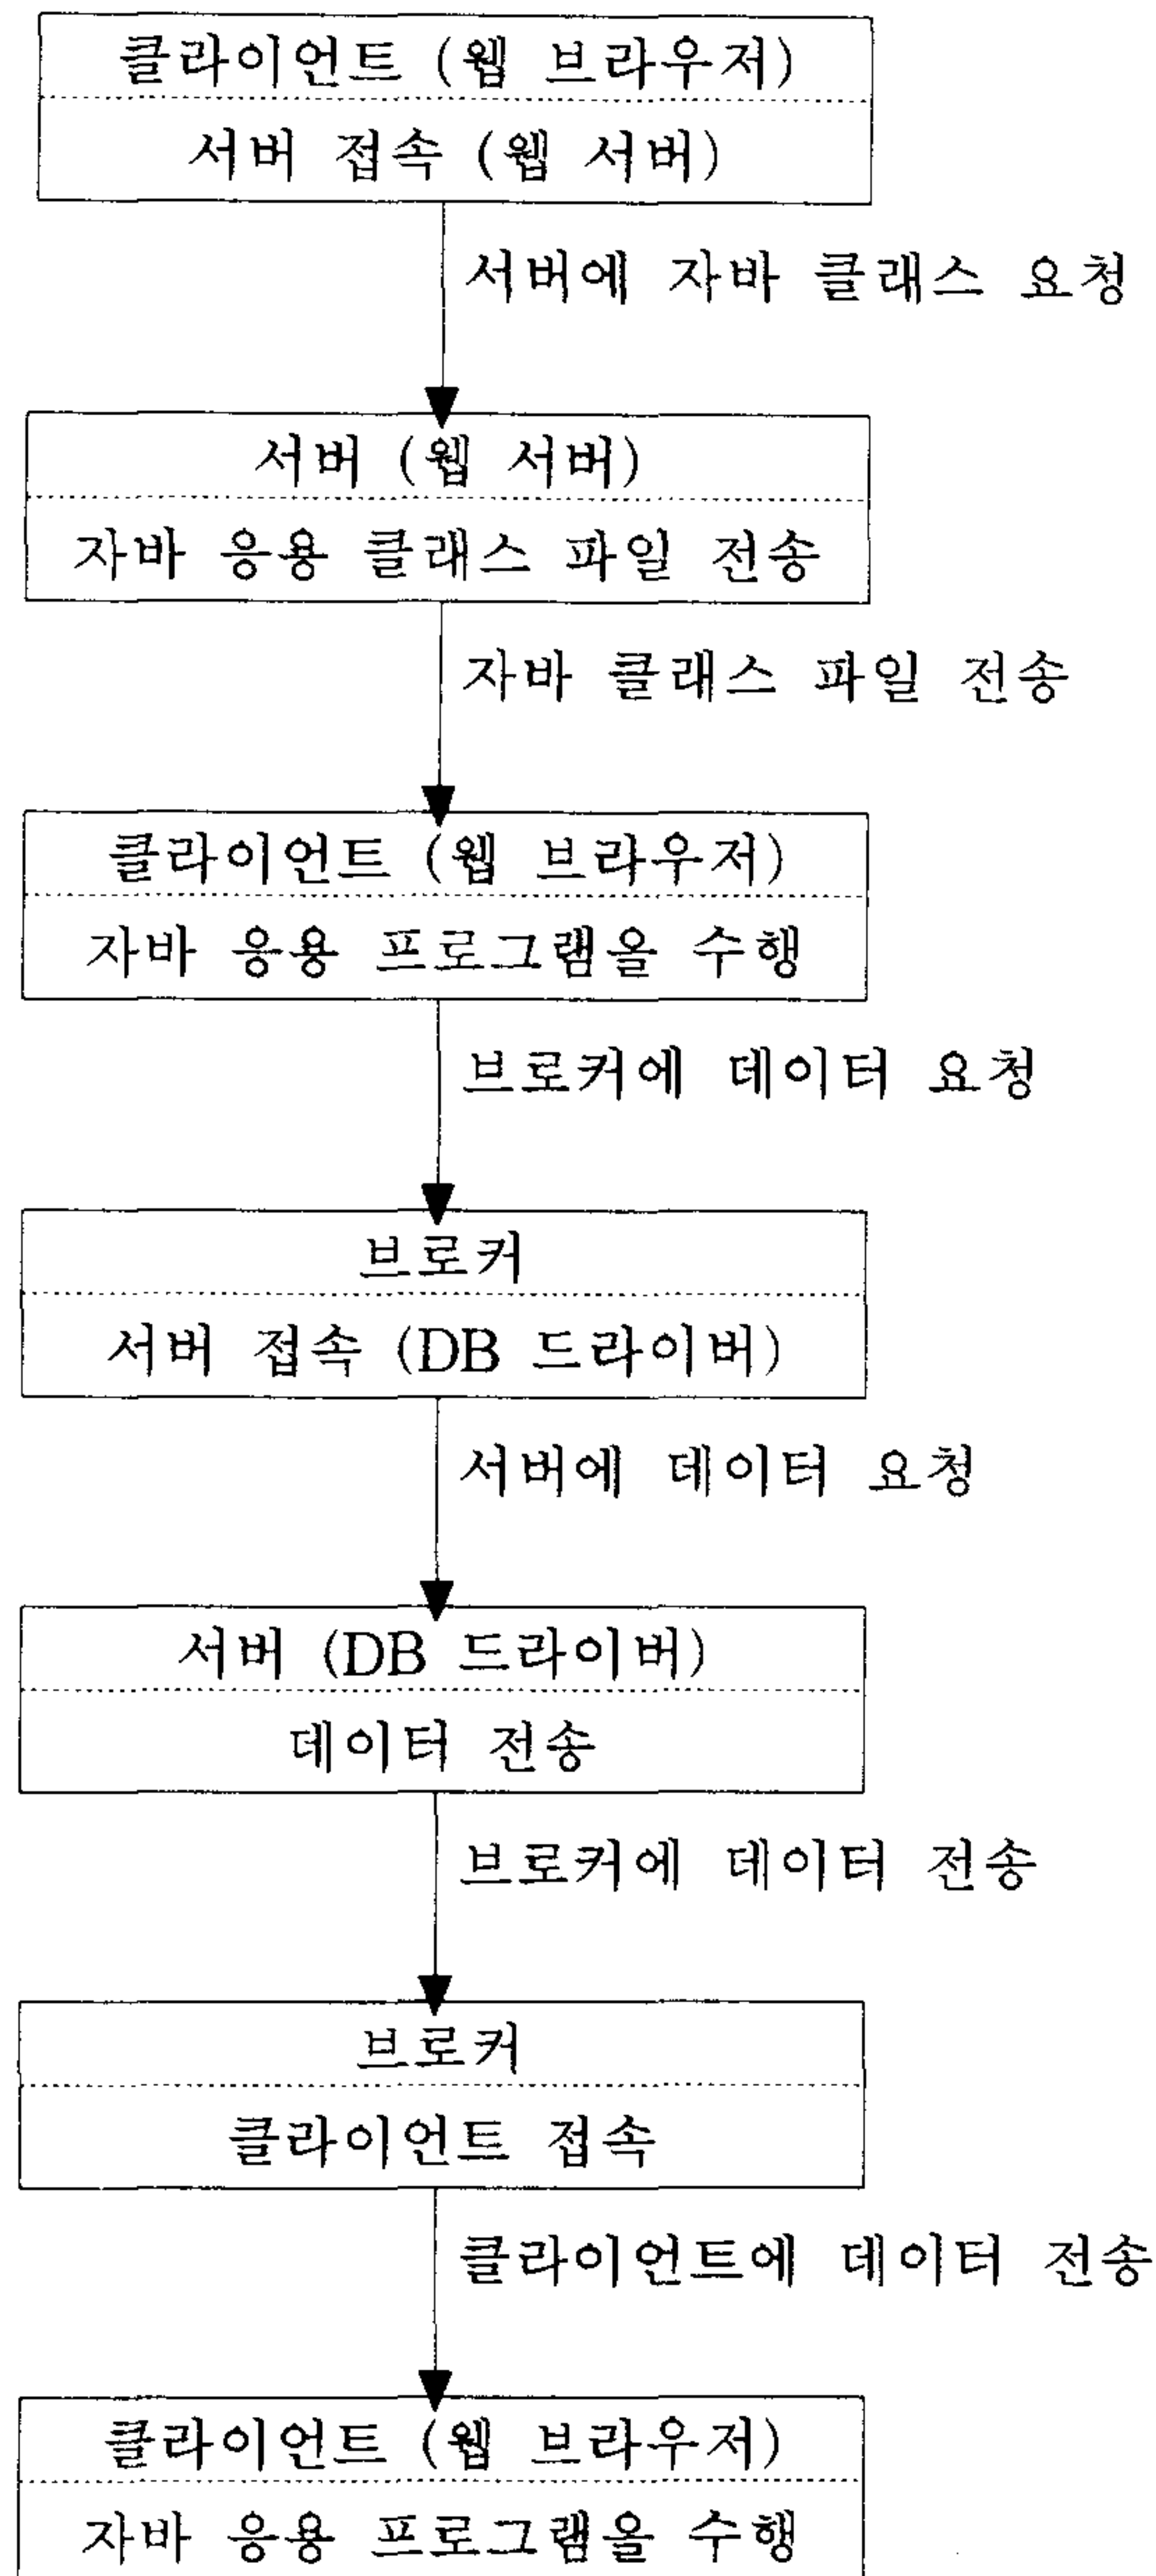 클라이언트 (웹 브라우저)
서버 접속 (웹 서버)
서버에 자바 클래스 요청
서버 (웹 서버)
자바 응용 클래스 파일 전송
자바 클래스 파일 전송
클라이언트 (웹 브라우저)
자바 응용 프로그램을 수행
브로커에 데이터 요청
브로커
서버 접속 (DB 드라이버)
서버에 데이터 요청
서버 (DB 드라이버)
데이터 전송
브로커에 데이터 전송
브로커
클라이언트 접속
클라이언트에 데이터 전송
클라이언트 (웹 브라우저)
자바 응용 프로그램을 수행